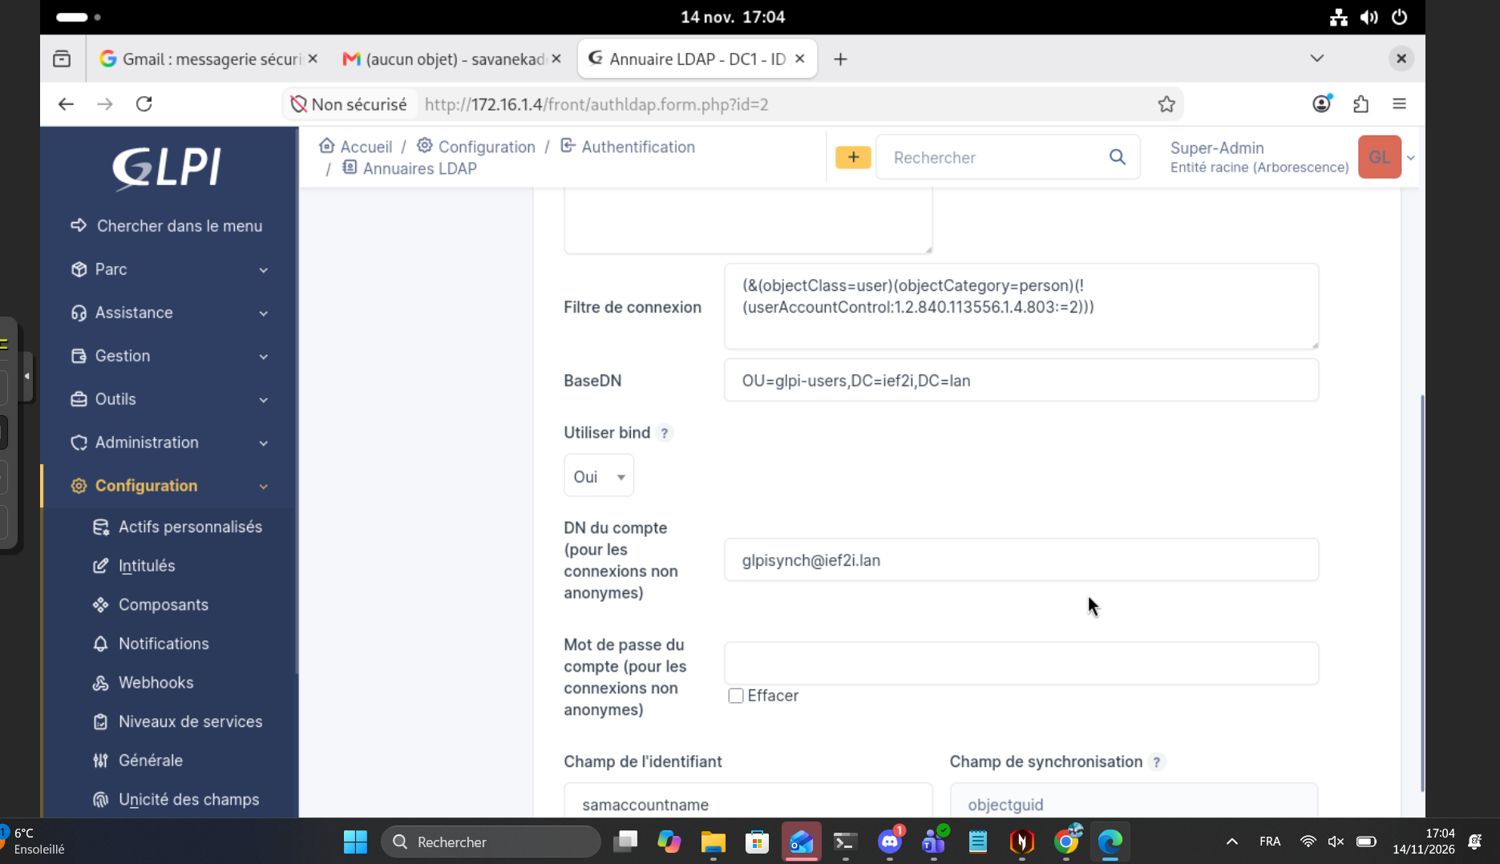 14 nov. 17:04
Gmail : messagerie sécuri
(aucun objet) - savanekad
Annuaire LDAP - DC1 - ID
Non sécurisé
http://172.16.1.4/front/authldap.form.php?id=2
GLPI
Accueil / Configuration / Authentification
/ Annuaires LDAP
Rechercher
Super-Admin
Entité racine (Arborescence)
GL
Chercher dans le menu
Parc
Assistance
Gestion
Outils
Administration
Configuration
Actifs personnalisés
Intitulés
Composants
Notifications
Webhooks
Niveaux de services
Générale
Unicité des champs
Filtre de connexion
(&(objectClass=user)(objectCategory=person)(!
(userAccountControl:1.2.840.113556.1.4.803:=2)))
BaseDN
OU=glpi-users,DC=ief2i,DC=lan
Utiliser bind ?
Oui
DN du compte
(pour les
connexions non
anonymes)
glpisynch@ief2i.lan
Mot de passe du
compte (pour les
connexions non
anonymes)
Effacer
Champ de l'identifiant
Champ de synchronisation ?
samaccountname
objectguid
1
6°C
Ensoleillé
Rechercher
1
FRA
17:04
14/11/2026